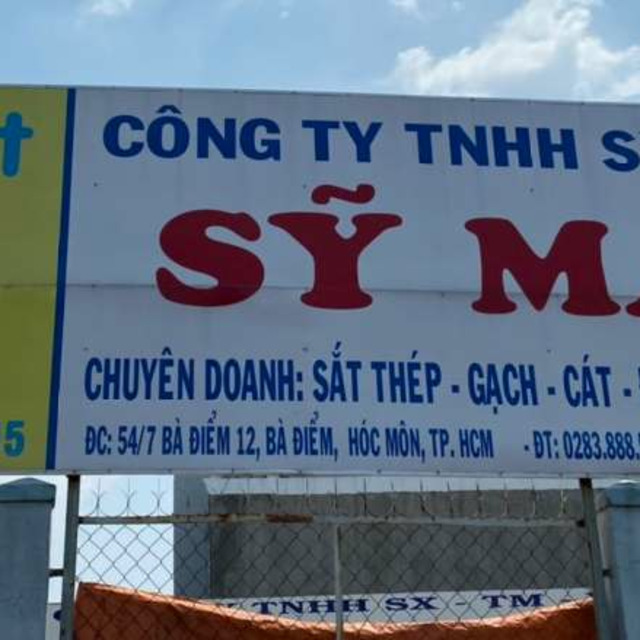 CÔNG TY TNHH S
SỸ M
CHUYÊN DOANH: SẮT THÉP - GẠCH - CÁT -
ĐC: 54/7 BÀ ĐIỂM 12, BÀ ĐIỂM, HÓC MÔN, TP. HCM - ĐT: 0283.888.
TNHH SX - TM